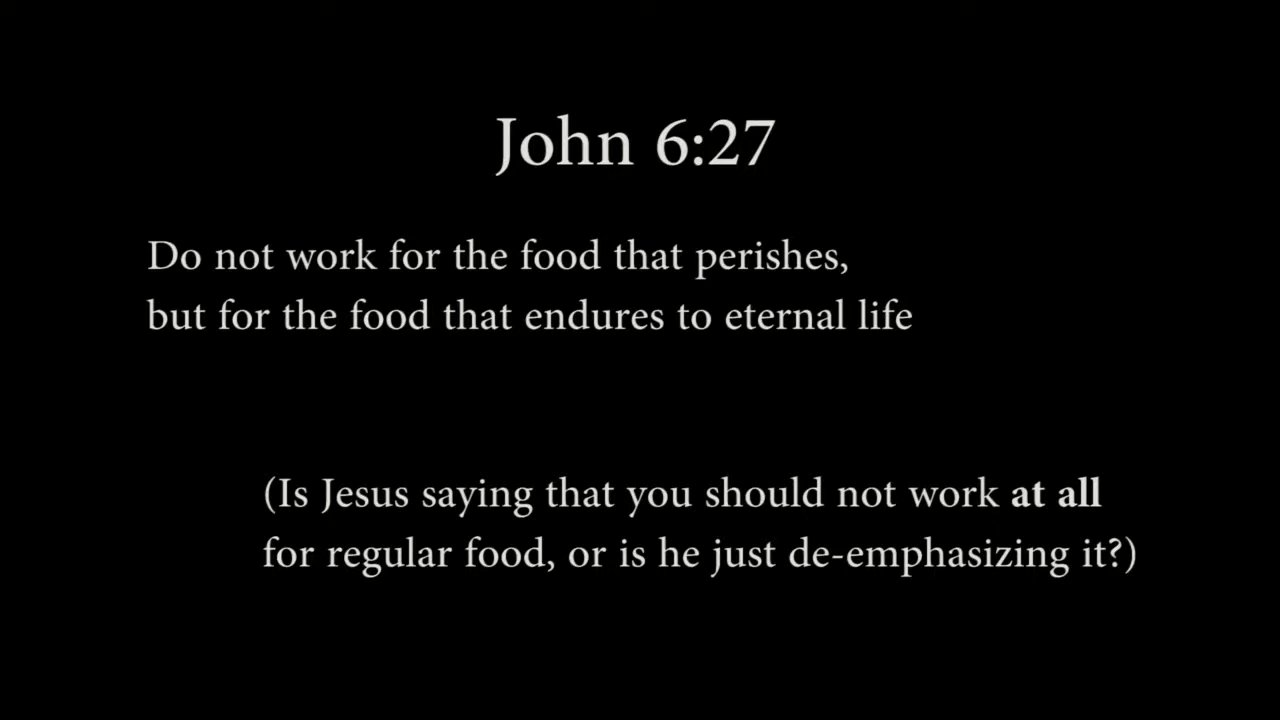 John 6:27
Do not work for the food that perishes,
but for the food that endures to eternal life
(Is Jesus saying that you should not work at all
for regular food, or is he just de-emphasizing it?)